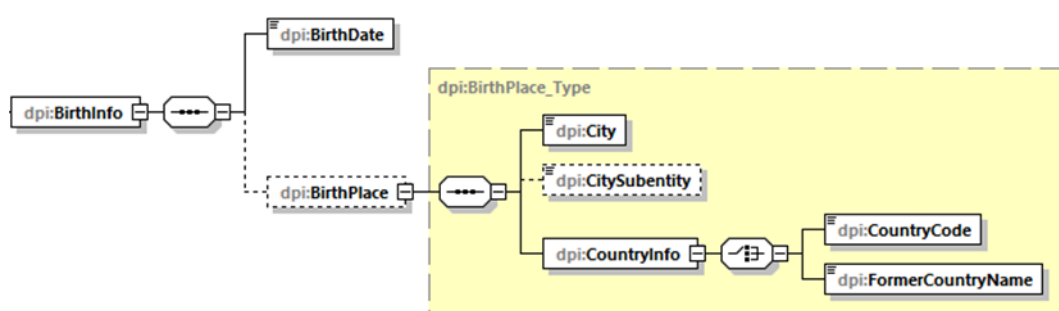 dpi:BirthDate
dpi:BirthPlace_Type
dpi:BirthInfo
dpi:City
dpi:CitySubentity
dpi:BirthPlace
dpi:CountryCode
dpi:CountryInfo
dpi:FormerCountryName